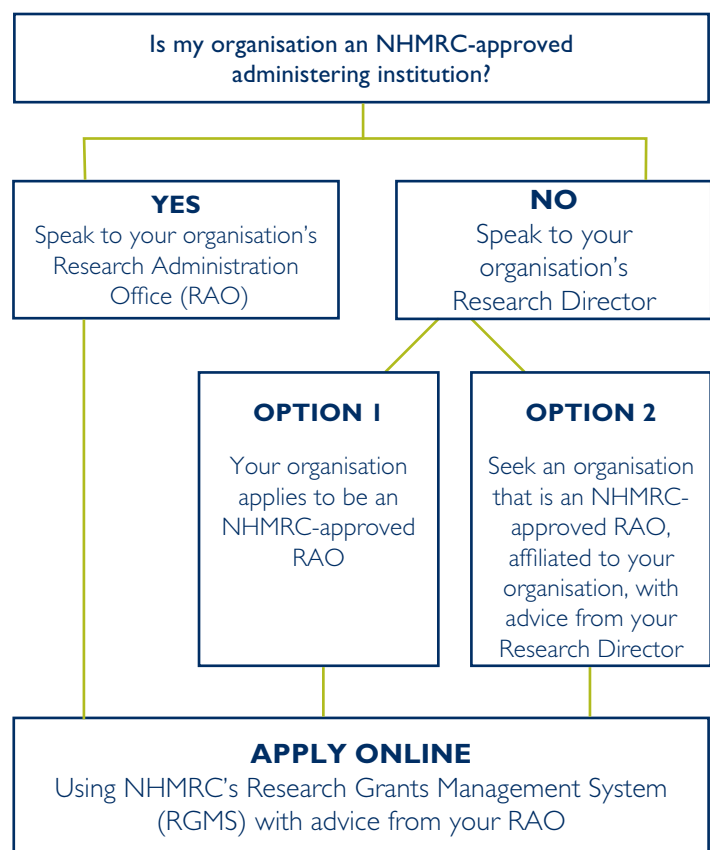 Is my organisation an NHMRC-approved
administering institution?
YES
Speak to your organisation’s
Research Administration
Office (RAO)
NO
Speak to your
organisation’s
Research Director
OPTION 1
Your organisation
applies to be an
NHMRC-approved
RAO
OPTION 2
Seek an organisation
that is an NHMRC-
approved RAO,
affiliated to your
organisation, with
advice from your
Research Director
APPLY ONLINE
Using NHMRC’s Research Grants Management System
(RGMS) with advice from your RAO